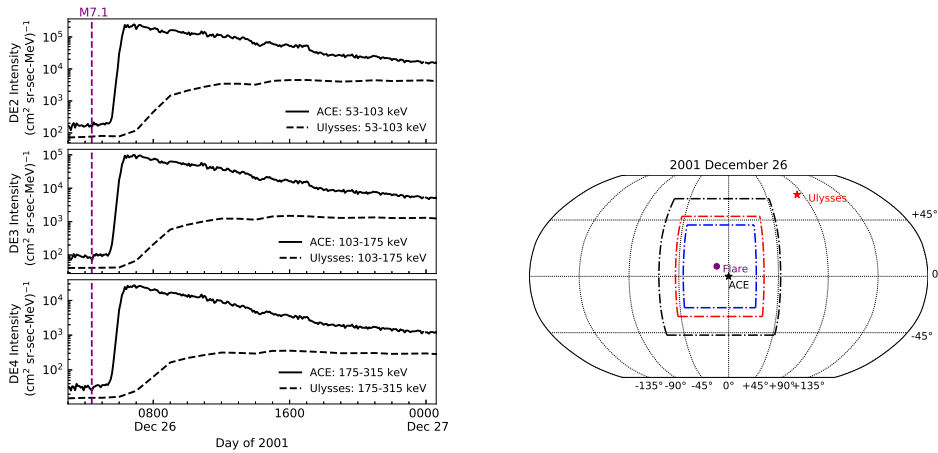 M7.1
DE2 Intensity
(cm² sr-sec-MeV)⁻¹
10⁵
10⁴
10³
10²
ACE: 53-103 keV
Ulysses: 53-103 keV
DE3 Intensity
(cm² sr-sec-MeV)⁻¹
10⁵
10⁴
10³
10²
ACE: 103-175 keV
Ulysses: 103-175 keV
DE4 Intensity
(cm² sr-sec-MeV)⁻¹
10⁴
10³
10²
ACE: 175-315 keV
Ulysses: 175-315 keV
0800 1600 0000
Dec 26 Dec 27
Day of 2001
2001 December 26
Ulysses
+45°
Flare
0
ACE
-45°
-135° -90° -45° 0° +45° +90° +135°